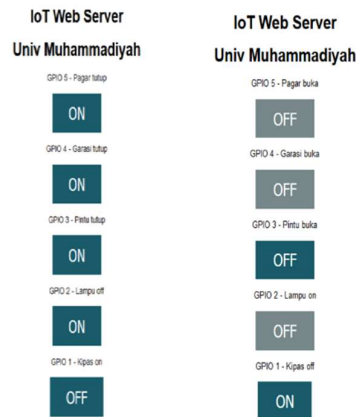 IoT Web Server
Univ Muhammadiyah
GPIO 5 - Pagar tutup
ON
GPIO 4 - Garasi tutup
ON
GPIO 3 - Pintu tutup
ON
GPIO 2 - Lampu off
ON
GPIO 1 - Kipas on
OFF
IoT Web Server
Univ Muhammadiyah
GPIO 5 - Pagar buka
OFF
GPIO 4 - Garasi buka
OFF
GPIO 3 - Pintu buka
OFF
GPIO 2 - Lampu on
OFF
GPIO 1 - Kipas off
ON